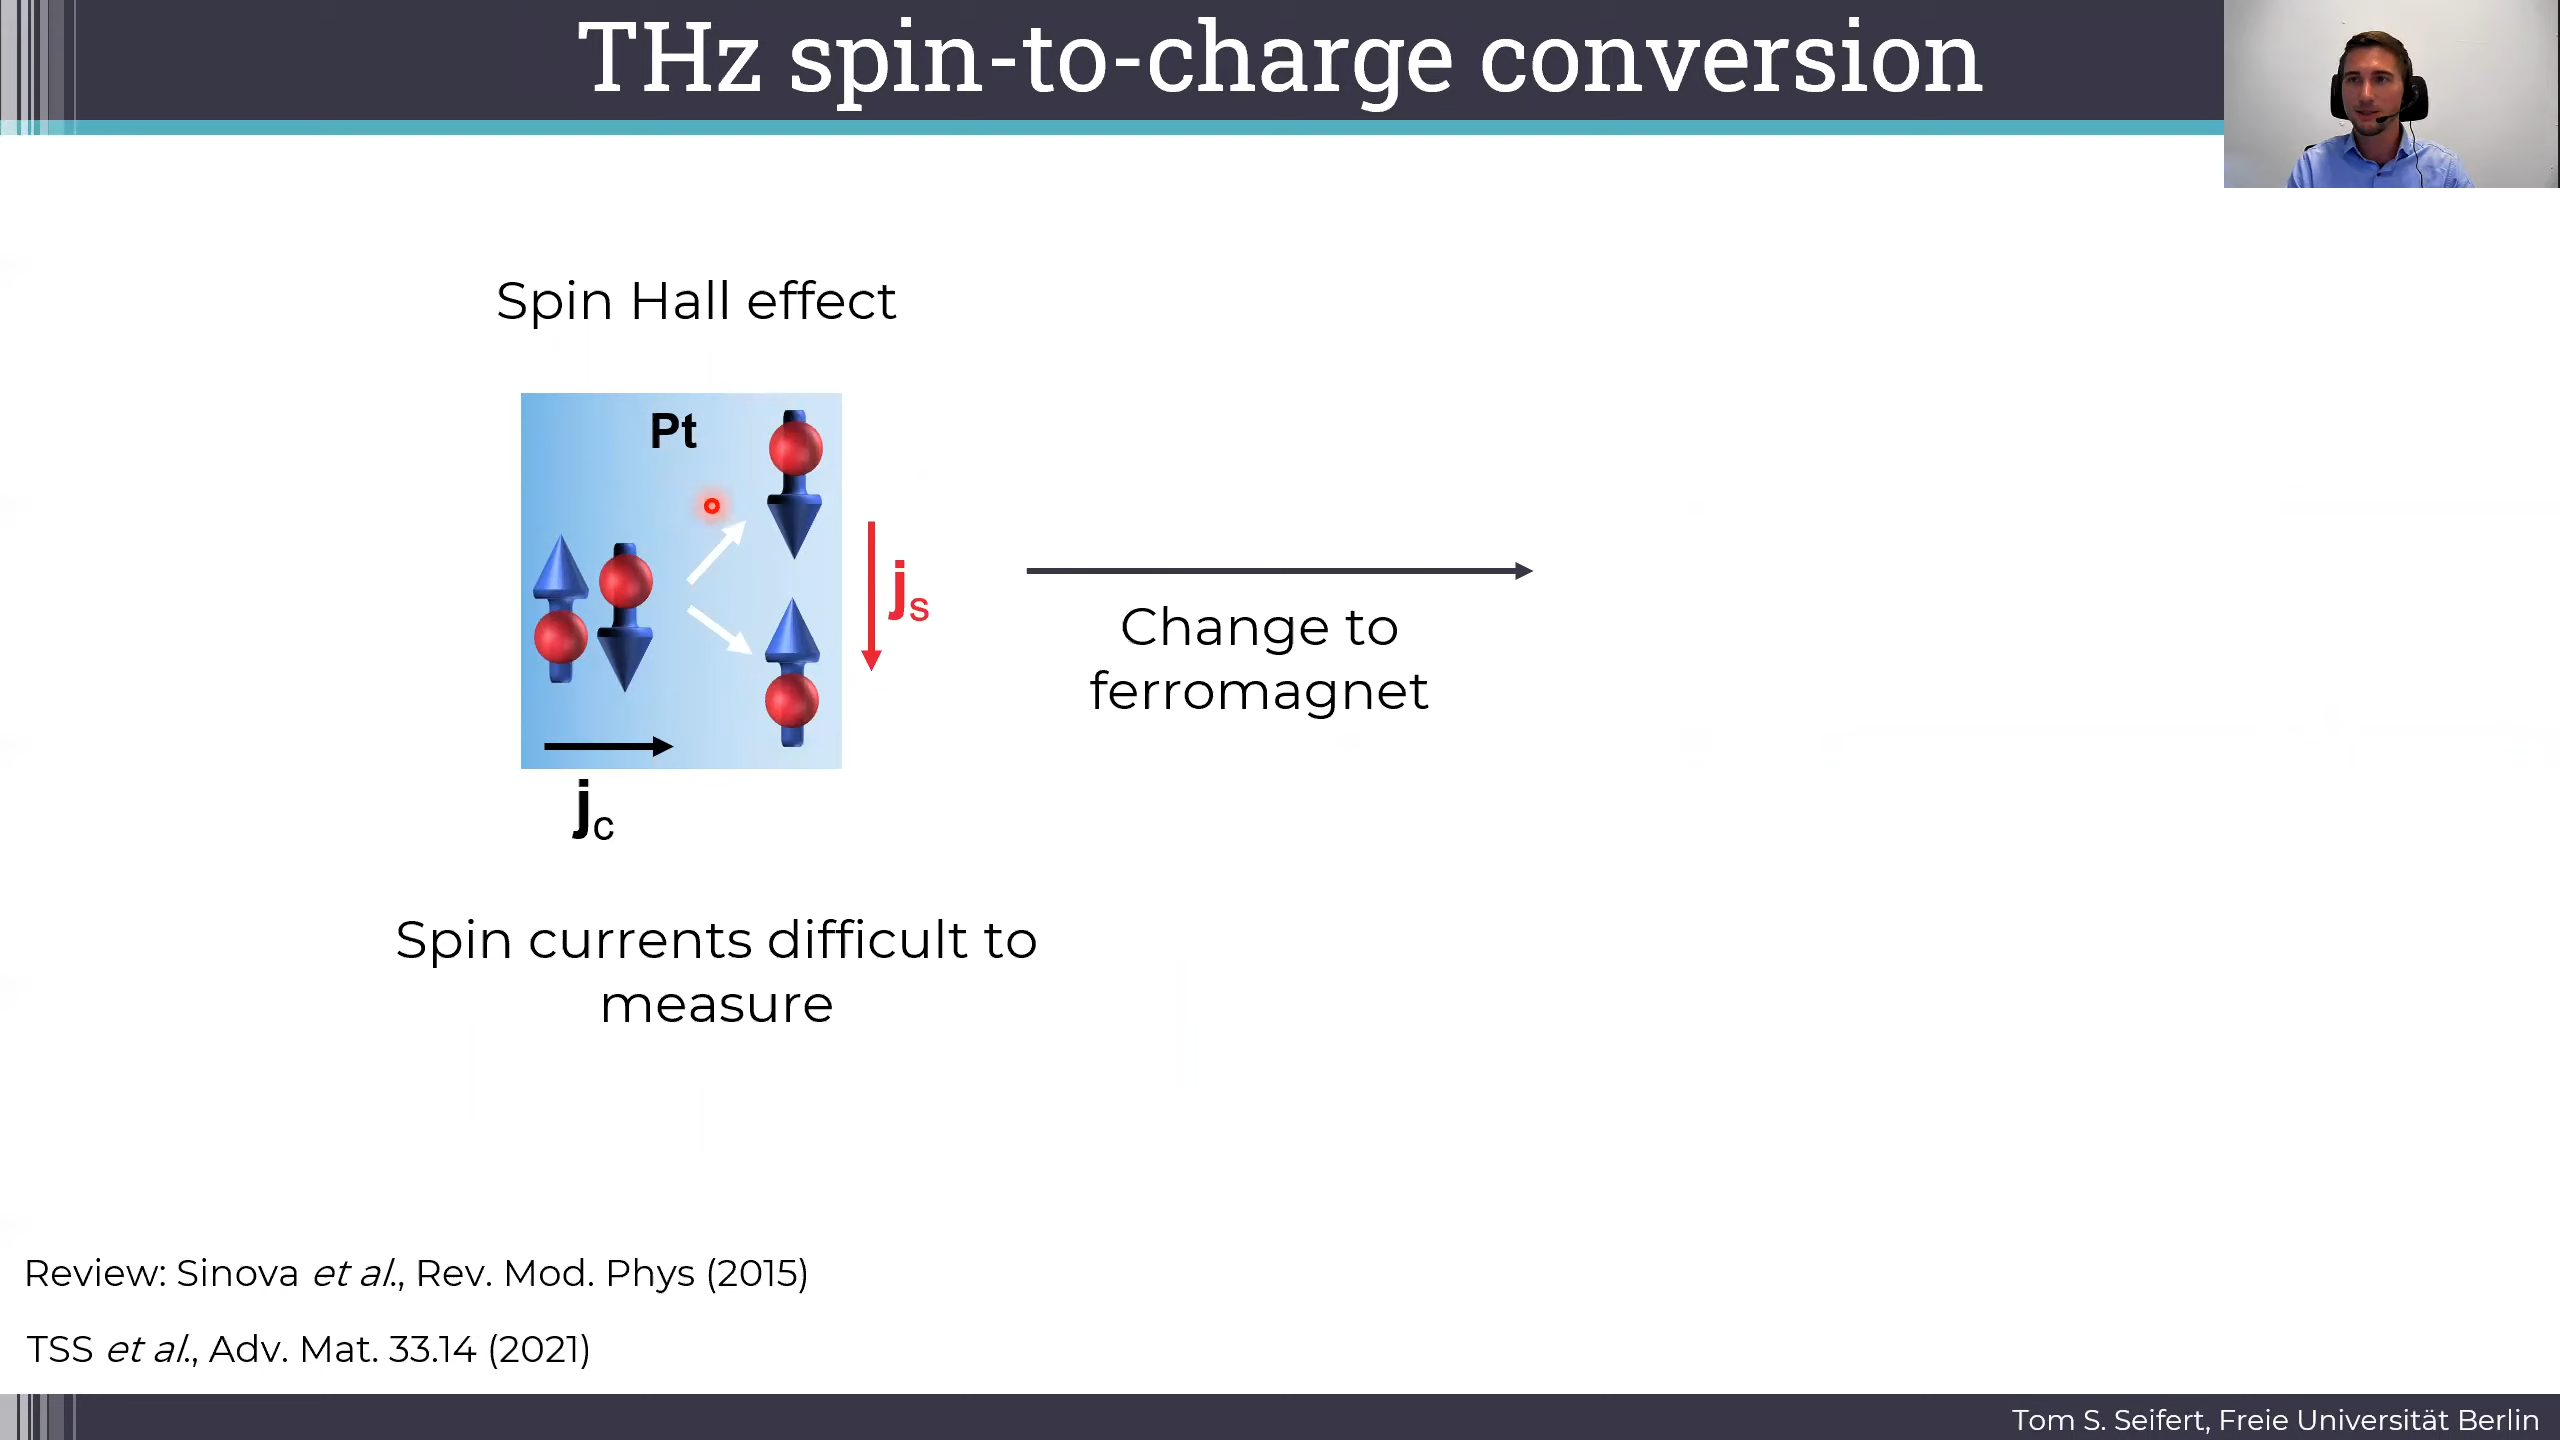 THz spin-to-charge conversion
Spin Hall effect
Pt
js
jc
Change to
ferromagnet
Spin currents difficult to
measure
Review: Sinova et al., Rev. Mod. Phys (2015)
TSS et al., Adv. Mat. 33.14 (2021)
Tom S. Seifert, Freie Universität Berlin